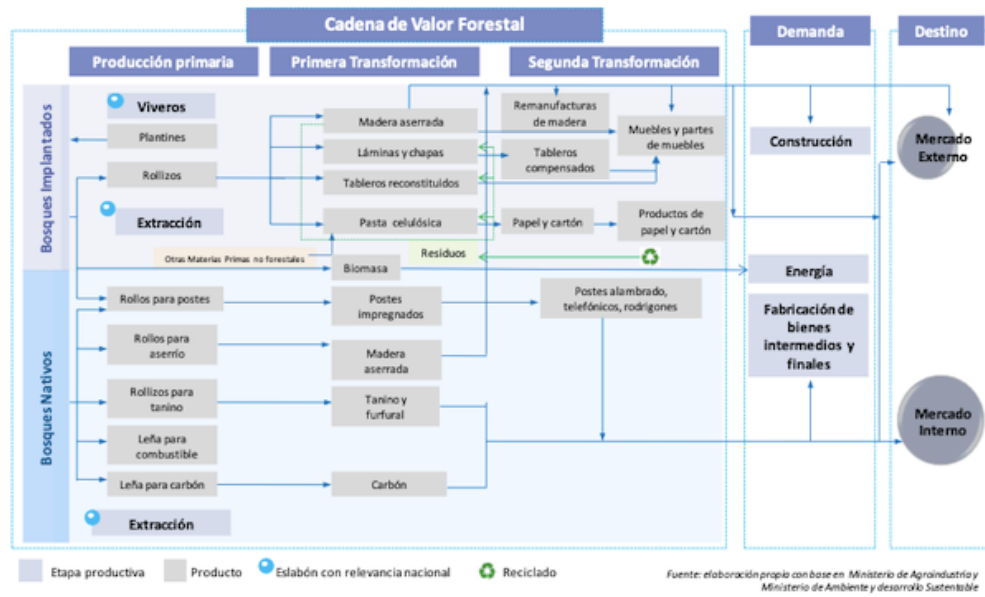 Cadena de Valor Forestal
Demanda
Destino
Producción primaria
Primera Transformación
Segunda Transformación
Bosques Implantados
Viveros
Plantines
Rollizos
Extracción
Madera aserrada
Láminas y chapas
Tableros reconstituidos
Pasta celulósica
Remanufacturas
de madera
Tableros
compensados
Muebles y partes
de muebles
Papel y cartón
Productos de
papel y cartón
Otras Materias Primas no forestales
Residuos
Biomasa
Construcción
Energía
Fabricación de
bienes
intermedios y
finales
Mercado
Externo
Mercado
Interno
Bosques Nativos
Rollos para postes
Rollos para
aserrío
Rollizos para
tanino
Leña para
combustible
Leña para carbón
Extracción
Postes
impregnados
Madera
aserrada
Tanino y
furfural
Carbón
Postes alambrado,
telefónicos, rodrigones
Etapa productiva
Producto
Eslabón con relevancia nacional
Reciclado
Fuente: elaboración propia con base en Ministerio de Agroindustria y
Ministerio de Ambiente y desarrollo Sustentable